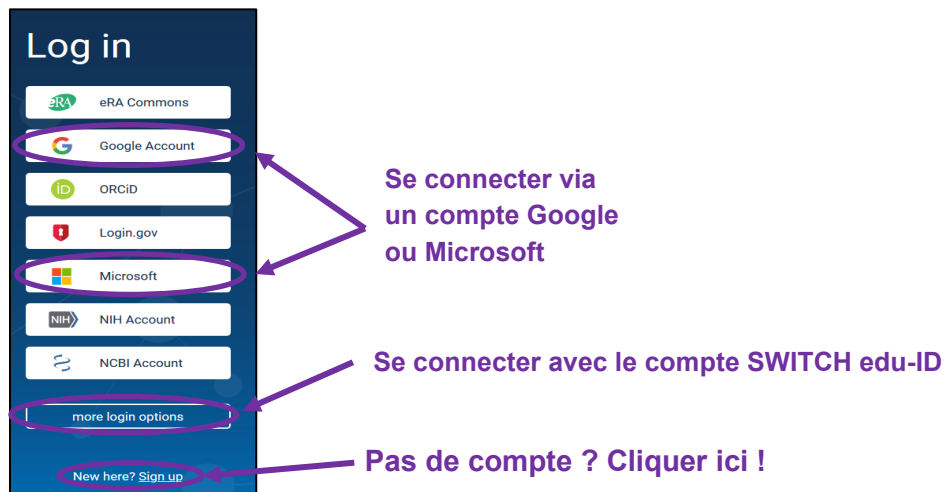 Log in
eRA
eRA Commons
G
Google Account
iD
ORCiD
Login.gov
Microsoft
NIH
NIH Account
NCBI Account
more login options
New here? Sign up
Se connecter via
un compte Google
ou Microsoft
Se connecter avec le compte SWITCH edu-ID
Pas de compte ? Cliquer ici !